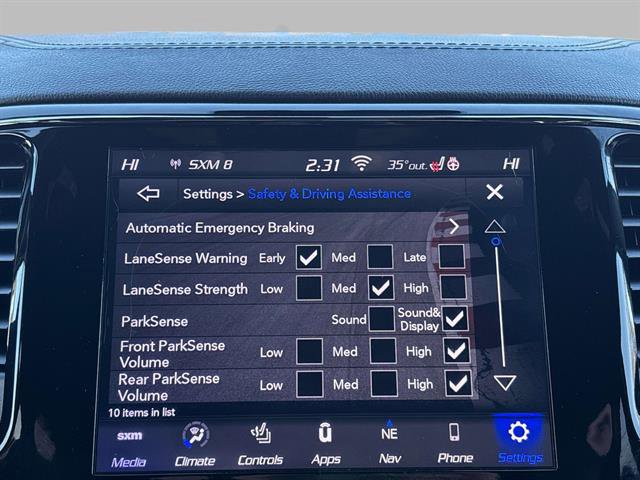 HI SXM 8 2:31 35°out. HI
Settings > Safety & Driving Assistance
Automatic Emergency Braking
LaneSense Warning Early Med Late
LaneSense Strength Low Med High
ParkSense Sound Sound& Display
Front ParkSense Volume Low Med High
Rear ParkSense Volume Low Med High
10 items in list
sxm NE
Media Climate Controls Apps Nav Phone Settings